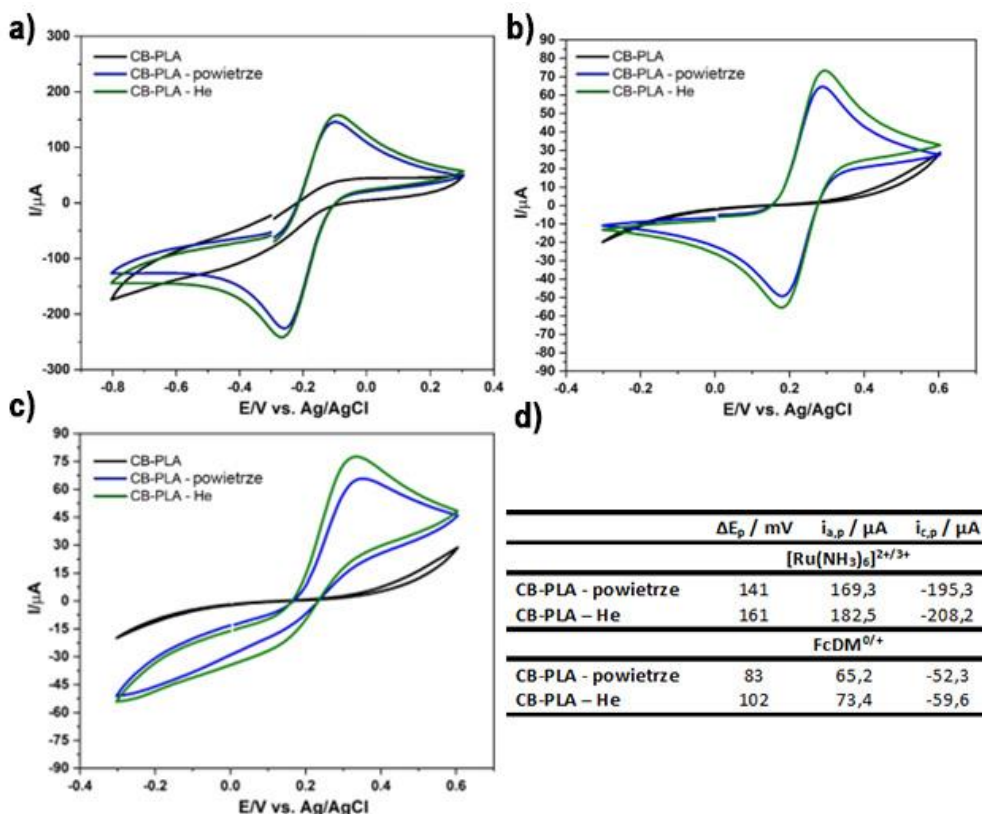 a)
CB-PLA
CB-PLA - powietrze
CB-PLA - He
I/µA
300
200
100
0
-100
-200
-300
-0.8 -0.6 -0.4 -0.2 0.0 0.2 0.4
E/V vs. Ag/AgCl
b)
CB-PLA
CB-PLA - powietrze
CB-PLA - He
I/µA
90
80
70
60
50
40
30
20
10
0
-10
-20
-30
-40
-50
-60
-70
-80
-90
-0.4 -0.2 0.0 0.2 0.4 0.6
E/V vs. Ag/AgCl
c)
CB-PLA
CB-PLA - powietrze
CB-PLA - He
I/µA
90
75
60
45
30
15
0
-15
-30
-45
-60
-75
-90
-0.4 -0.2 0.0 0.2 0.4 0.6
E/V vs. Ag/AgCl
d)
ΔEₚ / mV iₐ,ₚ / µA i_c,p / µA
[Ru(NH₃)₆]²⁺/³⁺
CB-PLA - powietrze 141 169,3 -195,3
CB-PLA – He 161 182,5 -208,2
FcDM⁰/⁺
CB-PLA - powietrze 83 65,2 -52,3
CB-PLA – He 102 73,4 -59,6